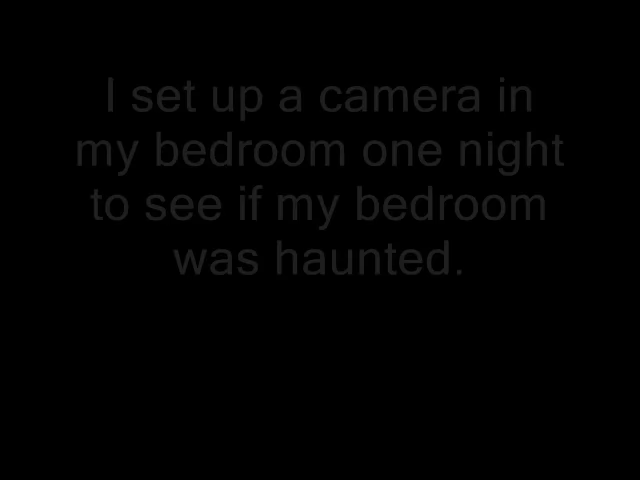 I set up a camera in
my bedroom one night
to see if my bedroom
was haunted.